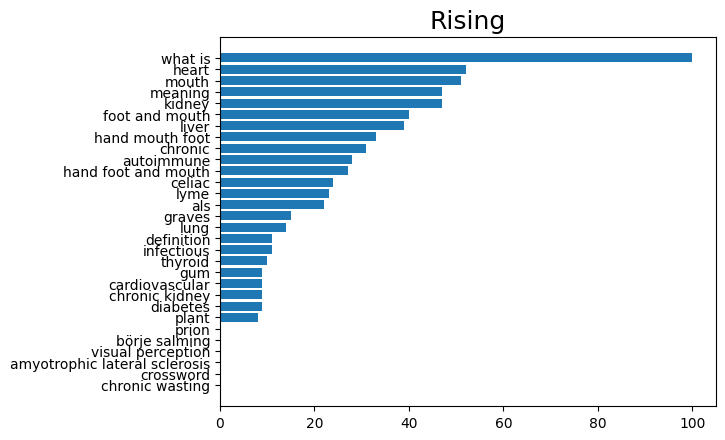 Rising
what is
heart
mouth
meaning
kidney
foot and mouth
liver
hand mouth foot
chronic
autoimmune
hand foot and mouth
celiac
lyme
als
graves
lung
definition
infectious
thyroid
gum
cardiovascular
chronic kidney
diabetes
plant
prion
börje salming
visual perception
amyotrophic lateral sclerosis
crossword
chronic wasting
0 20 40 60 80 100